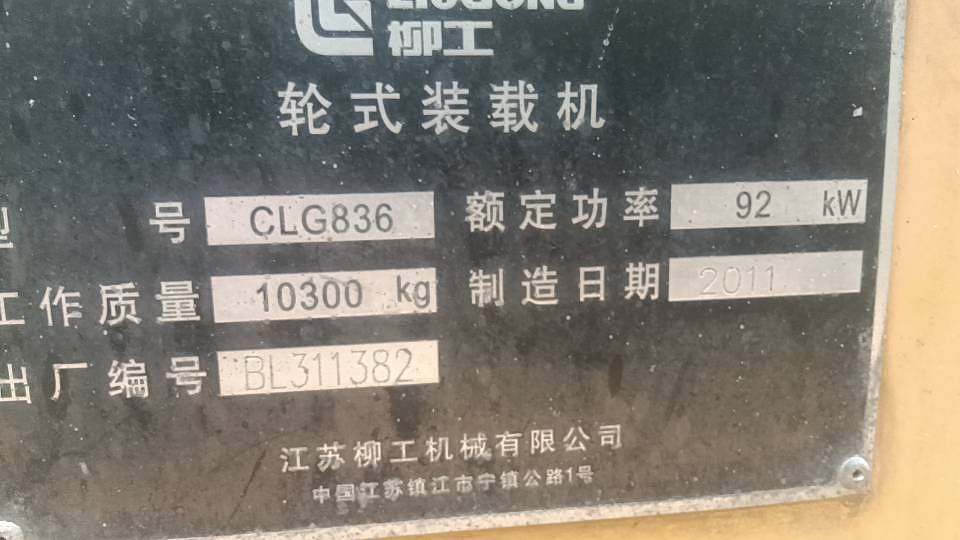 LIUGONG
柳工
轮式装载机
型 号 CLG836 额定功率 92 kW
工作质量 10300 kg 制造日期 2011
出厂编号 BL311382
江苏柳工机械有限公司
中国江苏镇江市宁镇公路1号